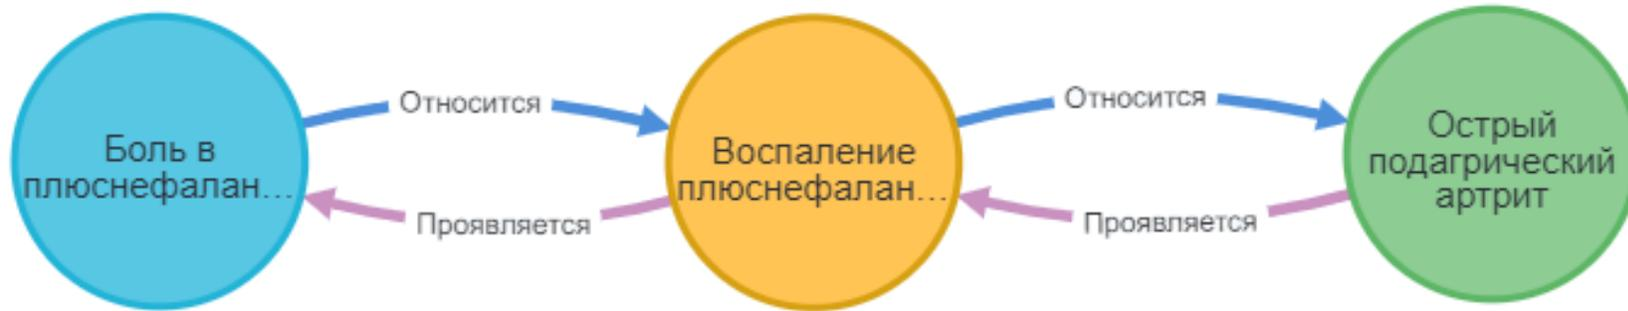 Боль в
плюснефалан...
Относится
Проявляется
Воспаление
плюснефалан...
Относится
Проявляется
Острый
подагрический
артрит